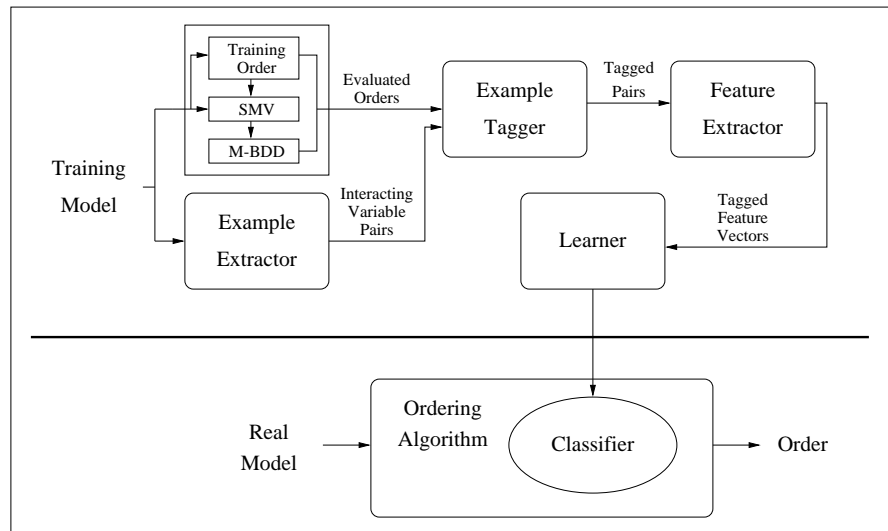 Training
Order
SMV
M-BDD
Evaluated
Orders
Example
Tagger
Tagged
Pairs
Feature
Extractor
Training
Model
Example
Extractor
Interacting
Variable
Pairs
Learner
Tagged
Feature
Vectors
Real
Model
Ordering
Algorithm
Classifier
Order